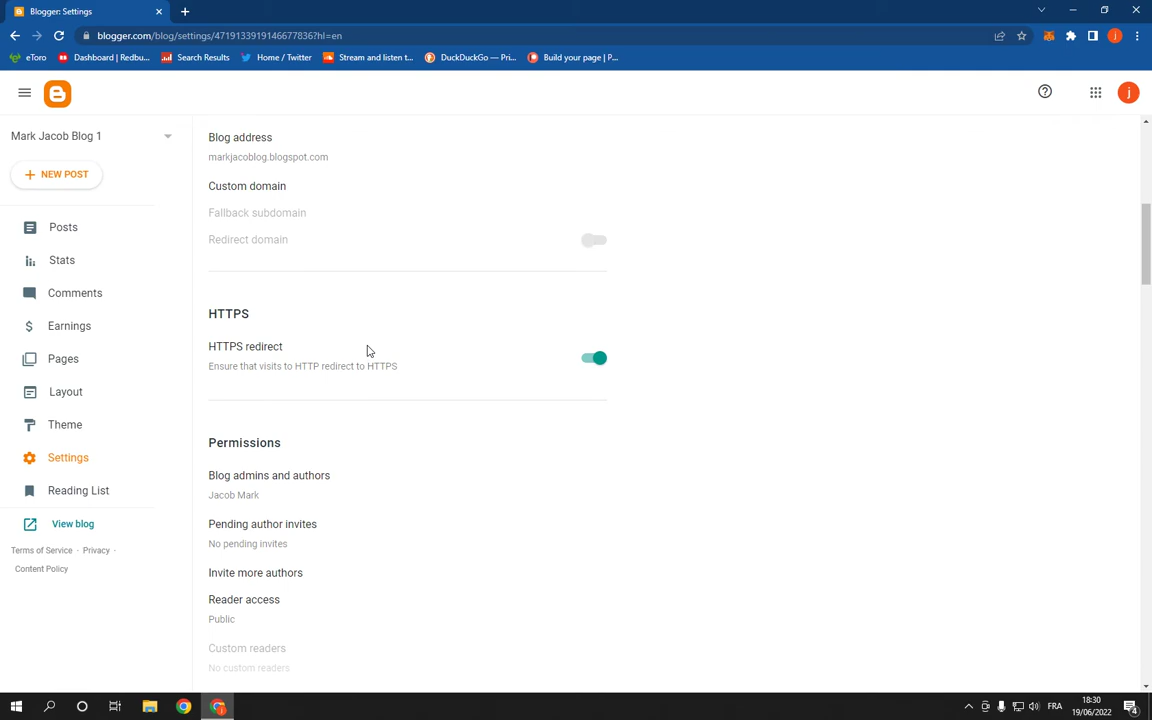 Blogger: Settings
blogger.com/blog/settings/4719133919146677836?hl=en
eToro
Dashboard | Redbu...
Search Results
Home / Twitter
Stream and listen t...
DuckDuckGo — Pri...
Build your page | P...
j
Mark Jacob Blog 1
NEW POST
Posts
Stats
Comments
Earnings
Pages
Layout
Theme
Settings
Reading List
View blog
Terms of Service · Privacy ·
Content Policy
Blog address
markjacoblog.blogspot.com
Custom domain
Fallback subdomain
Redirect domain
HTTPS
HTTPS redirect
Ensure that visits to HTTP redirect to HTTPS
Permissions
Blog admins and authors
Jacob Mark
Pending author invites
No pending invites
Invite more authors
Reader access
Public
Custom readers
No custom readers
FRA
18:30
19/06/2022
4